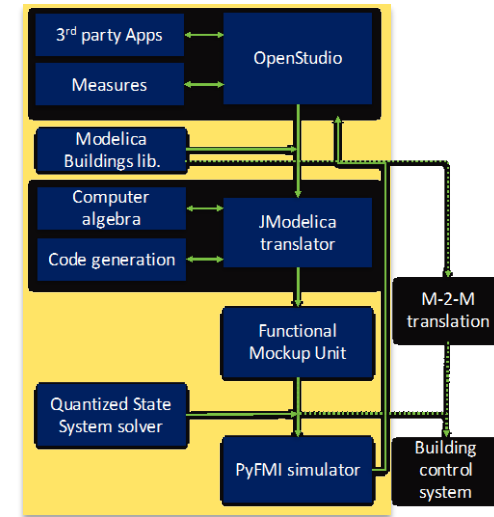 3rd party Apps
OpenStudio
Measures
Modelica
Buildings lib.
Computer
algebra
JModelica
translator
Code generation
M-2-M
translation
Functional
Mockup Unit
Quantized State
System solver
PyFMI simulator
Building
control
system